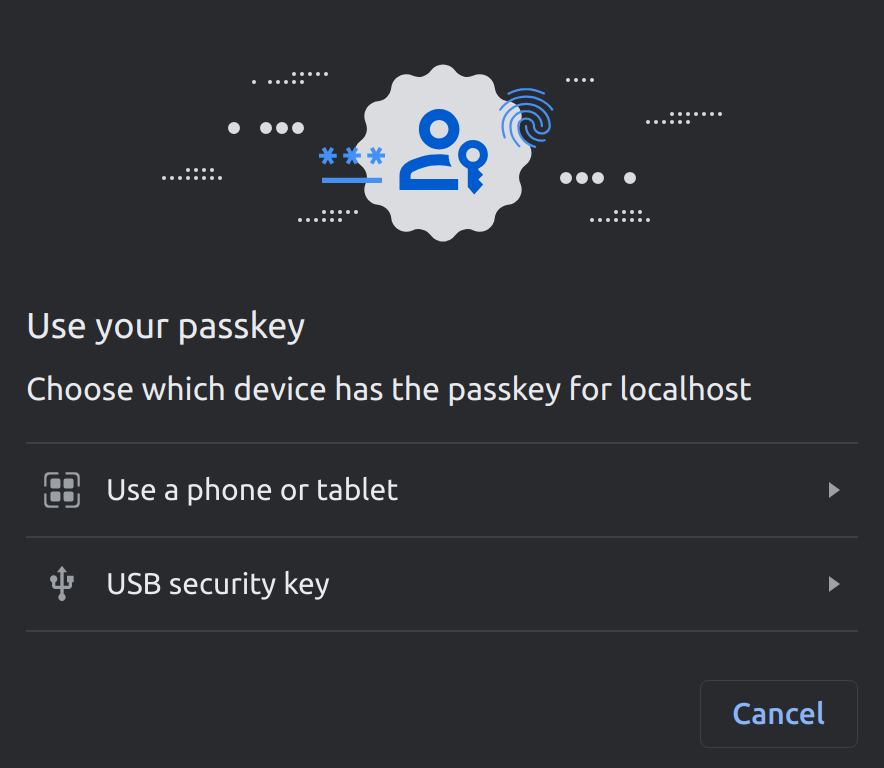 ***
Use your passkey
Choose which device has the passkey for localhost
Use a phone or tablet
USB security key
Cancel